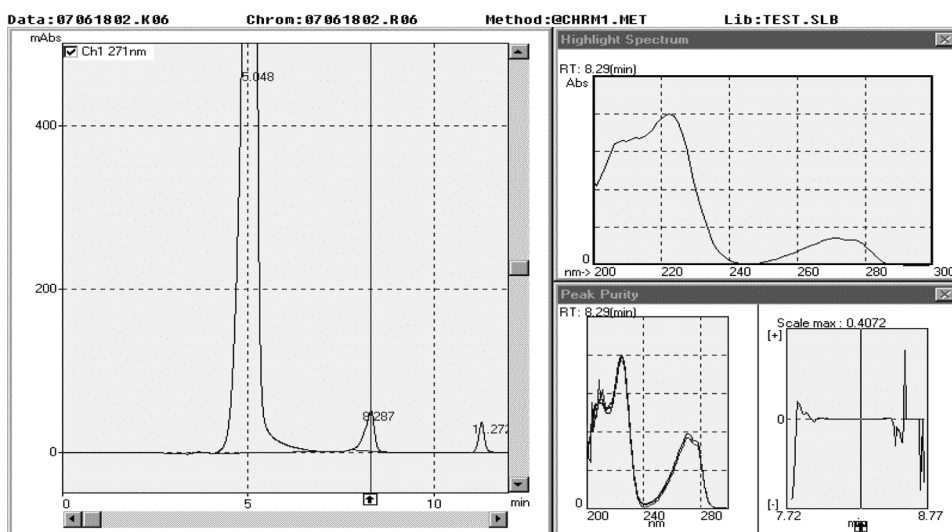 Data:07061802.K06 Chrom:07061802.R06 Method:@CHRM1.MET Lib:TEST.SLB
mAbs
Ch1 271nm
5.048
400
200
8.287
11.272
0
0 5 10 min
Highlight Spectrum
RT: 8.29(min)
Abs
0
nm-> 200 220 240 260 280 300
Peak Purity
RT: 8.29(min)
0
200 240 280
nm
Scale max : 0.4072
[+]
0
[-]
7.72 8.77